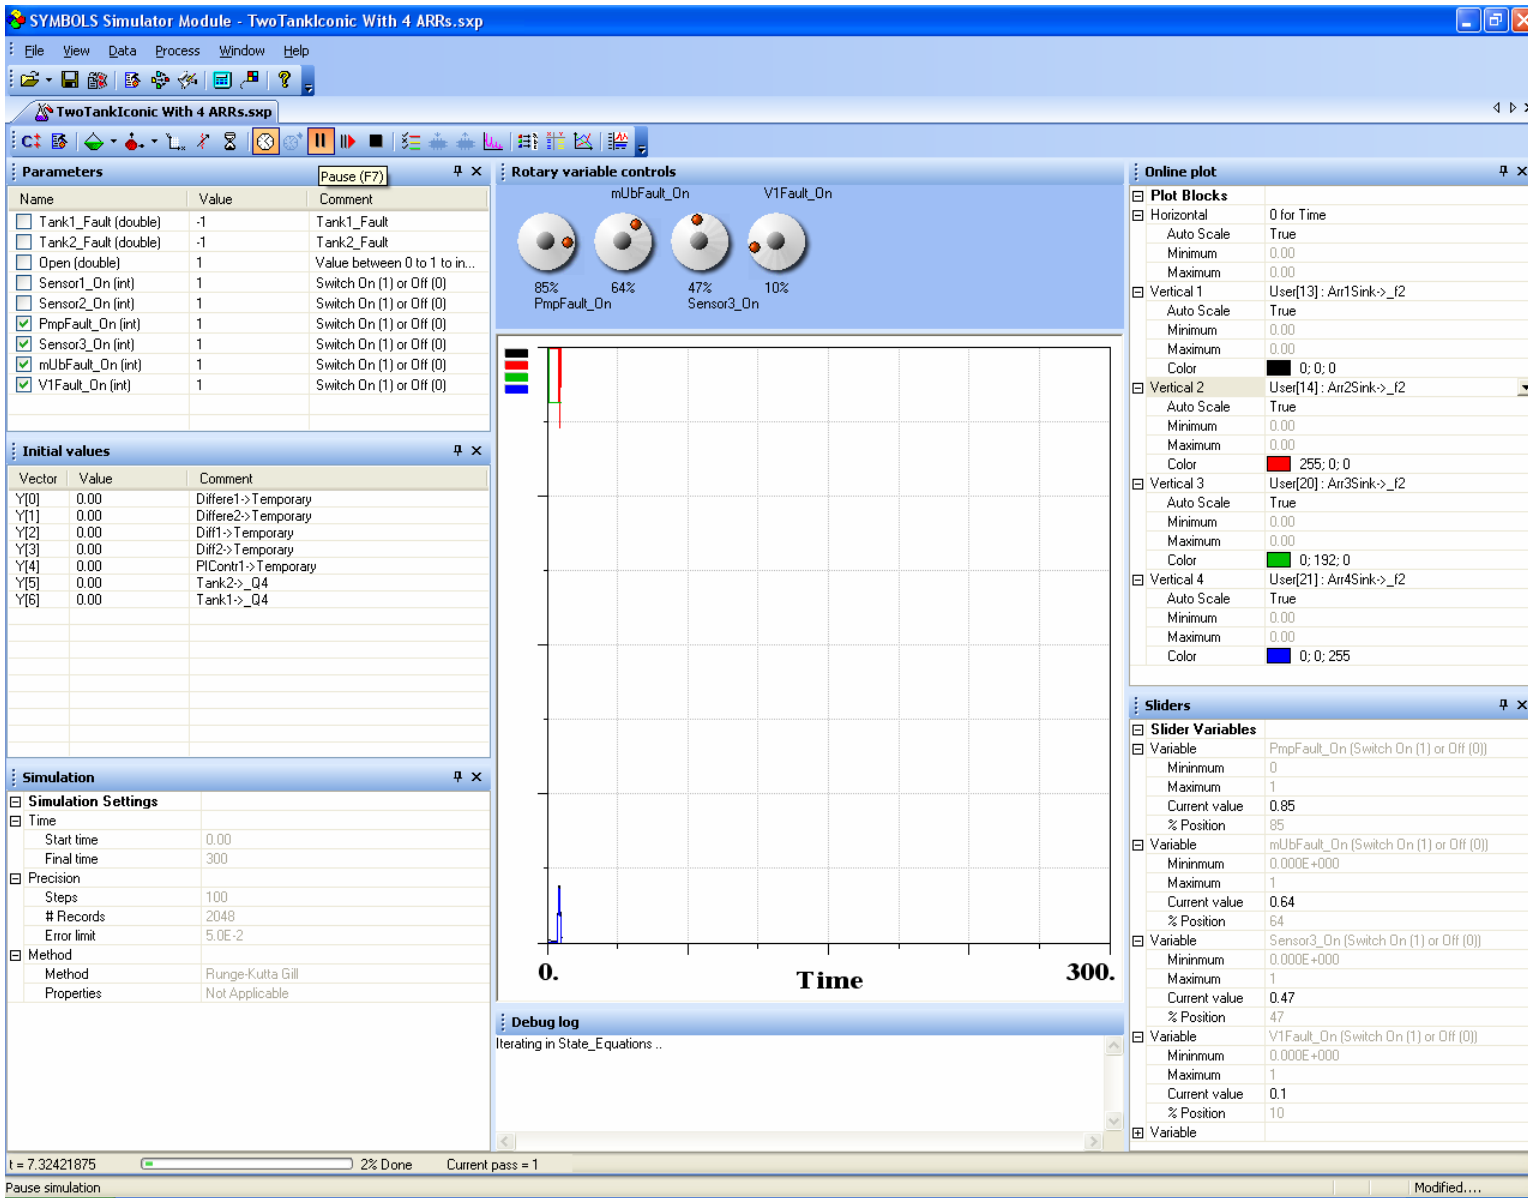 SYMBOLS Simulator Module - TwoTankIconic With 4 ARRs.sxp
File View Data Process Window Help
TwoTankIconic With 4 ARRs.sxp
Pause (F7)
Parameters
Name Value Comment
Tank1_Fault (double) -1 Tank1_Fault
Tank2_Fault (double) -1 Tank2_Fault
Open (double) 1 Value between 0 to 1 to in...
Sensor1_On (int) 1 Switch On (1) or Off (0)
Sensor2_On (int) 1 Switch On (1) or Off (0)
PmpFault_On (int) 1 Switch On (1) or Off (0)
Sensor3_On (int) 1 Switch On (1) or Off (0)
mUbFault_On (int) 1 Switch On (1) or Off (0)
V1Fault_On (int) 1 Switch On (1) or Off (0)
Initial values
Vector Value Comment
Y[0] 0.00 Differe1->Temporary
Y[1] 0.00 Differe2->Temporary
Y[2] 0.00 Diff1->Temporary
Y[3] 0.00 Diff2->Temporary
Y[4] 0.00 PIContr1->Temporary
Y[5] 0.00 Tank2->_Q4
Y[6] 0.00 Tank1->_Q4
Simulation
Simulation Settings
Time
Start time 0.00
Final time 300
Precision
Steps 100
# Records 2048
Error limit 5.0E-2
Method
Method Runge-Kutta Gill
Properties Not Applicable
Rotary variable controls
mUbFault_On V1Fault_On
85% 64% 47% 10%
PmpFault_On Sensor3_On
0. Time 300.
Debug log
Iterating in State_Equations ..
Online plot
Plot Blocks
Horizontal 0 for Time
Auto Scale True
Minimum 0.00
Maximum 0.00
Vertical 1 User[13] : Arr1Sink->_f2
Auto Scale True
Minimum 0.00
Maximum 0.00
Color 0; 0; 0
Vertical 2 User[14] : Arr2Sink->_f2
Auto Scale True
Minimum 0.00
Maximum 0.00
Color 255; 0; 0
Vertical 3 User[20] : Arr3Sink->_f2
Auto Scale True
Minimum 0.00
Maximum 0.00
Color 0; 192; 0
Vertical 4 User[21] : Arr4Sink->_f2
Auto Scale True
Minimum 0.00
Maximum 0.00
Color 0; 0; 255
Sliders
Slider Variables
Variable PmpFault_On (Switch On (1) or Off (0))
Mininmum 0
Maximum 1
Current value 0.85
% Position 85
Variable mUbFault_On (Switch On (1) or Off (0))
Mininmum 0.000E+000
Maximum 1
Current value 0.64
% Position 64
Variable Sensor3_On (Switch On (1) or Off (0))
Mininmum 0.000E+000
Maximum 1
Current value 0.47
% Position 47
Variable V1Fault_On (Switch On (1) or Off (0))
Mininmum 0.000E+000
Maximum 1
Current value 0.1
% Position 10
Variable
t = 7.32421875 2% Done Current pass = 1
Pause simulation Modified....